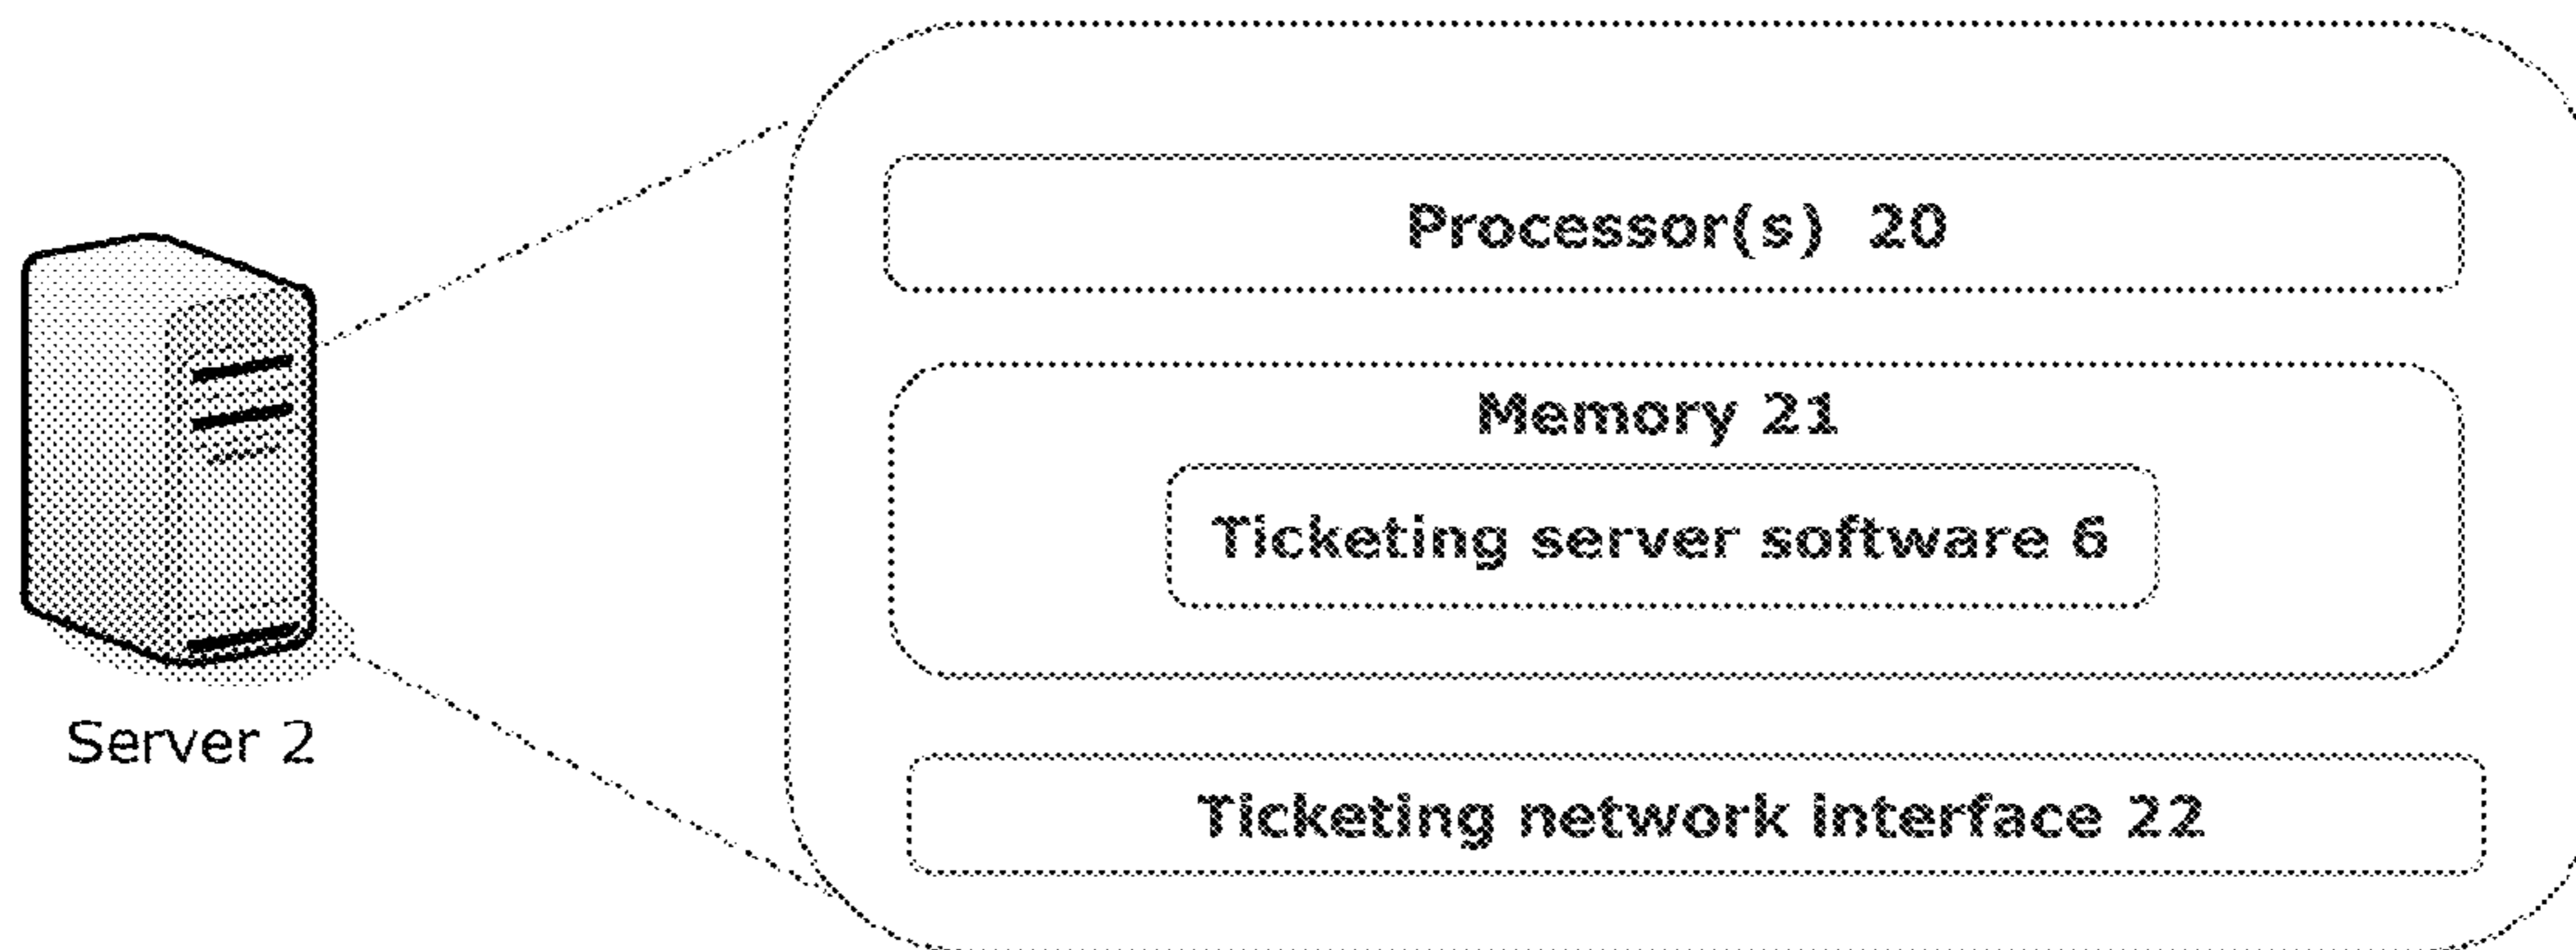 Processor(s) 20
Memory 21
Ticketing server software 6
Server 2
Ticketing network interface 22